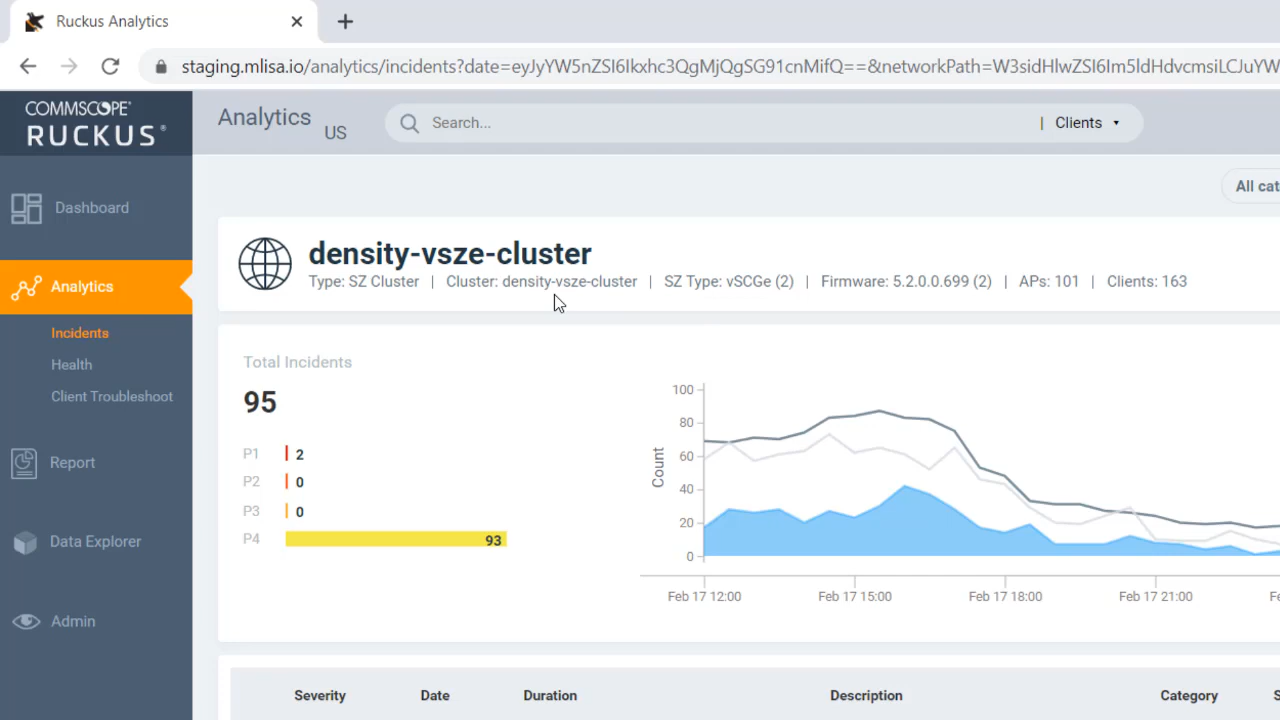 Ruckus Analytics
staging.mlisa.io/analytics/incidents?date=eyJyYW5nZSI6Ikxhc3QgMjQgSG91cnMifQ==&networkPath=W3sidHlwZSI6Im5ldHdvcmsiLCJuYW
COMMSCOPE®
RUCKUS®
Analytics US
Search...
| Clients
Dashboard
All cat
density-vsze-cluster
Type: SZ Cluster | Cluster: density-vsze-cluster | SZ Type: vSCGe (2) | Firmware: 5.2.0.0.699 (2) | APs: 101 | Clients: 163
Analytics
Incidents
Health
Client Troubleshoot
Report
Data Explorer
Admin
Total Incidents
95
P1 2
P2 0
P3 0
P4 93
Count
100
80
60
40
20
0
Feb 17 12:00 Feb 17 15:00 Feb 17 18:00 Feb 17 21:00 Fe
Severity Date Duration Description Category S